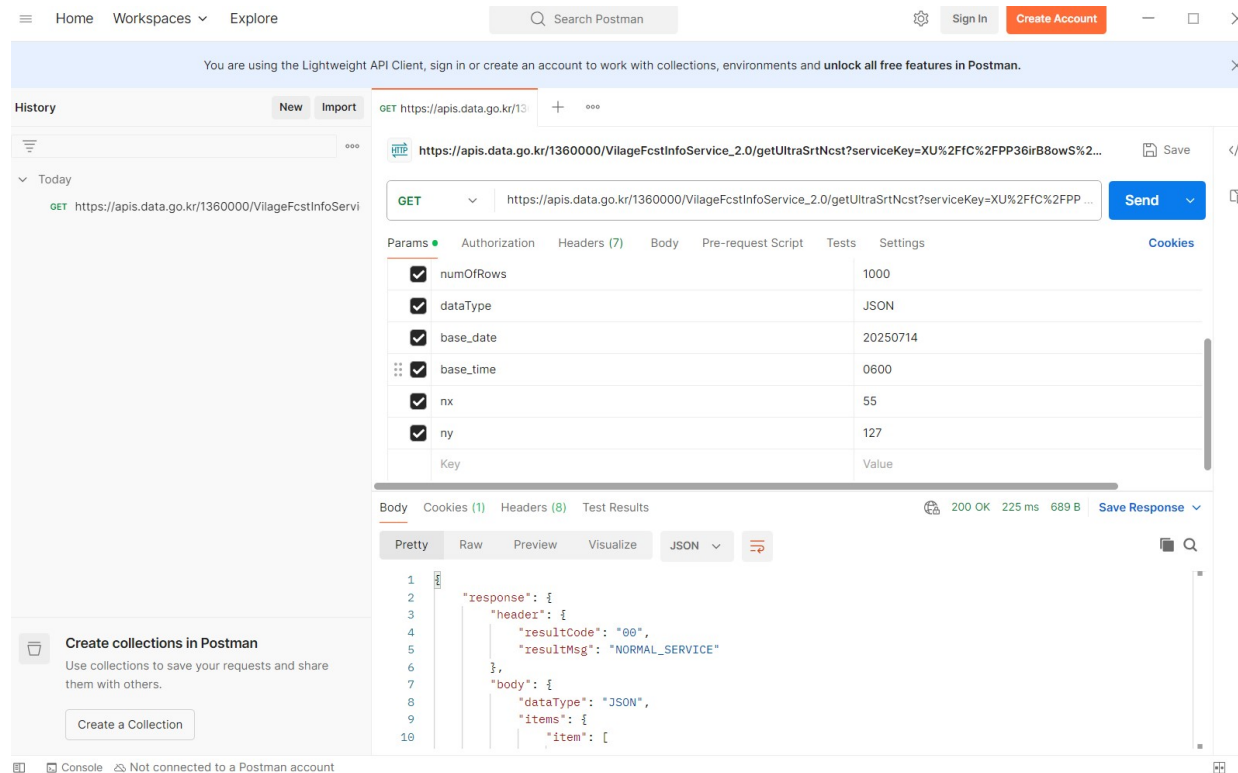 Home Workspaces Explore Search Postman Sign In Create Account
You are using the Lightweight API Client, sign in or create an account to work with collections, environments and unlock all free features in Postman.
History New Import
GET https://apis.data.go.kr/13
HTTP https://apis.data.go.kr/1360000/VilageFcstInfoService_2.0/getUltraSrtNcst?serviceKey=XU%2FfC%2FPP36irB8owS%2... Save
Today
GET https://apis.data.go.kr/1360000/VilageFcstInfoServi
GET https://apis.data.go.kr/1360000/VilageFcstInfoService_2.0/getUltraSrtNcst?serviceKey=XU%2FfC%2FPP ... Send
Params Authorization Headers (7) Body Pre-request Script Tests Settings Cookies
numOfRows 1000
dataType JSON
base_date 20250714
base_time 0600
nx 55
ny 127
Key Value
Body Cookies (1) Headers (8) Test Results 200 OK 225 ms 689 B Save Response
Pretty Raw Preview Visualize JSON
1 {
2 "response": {
3 "header": {
4 "resultCode": "00",
5 "resultMsg": "NORMAL_SERVICE"
6 },
7 "body": {
8 "dataType": "JSON",
9 "items": {
10 "item": [
Create collections in Postman
Use collections to save your requests and share
them with others.
Create a Collection
Console Not connected to a Postman account